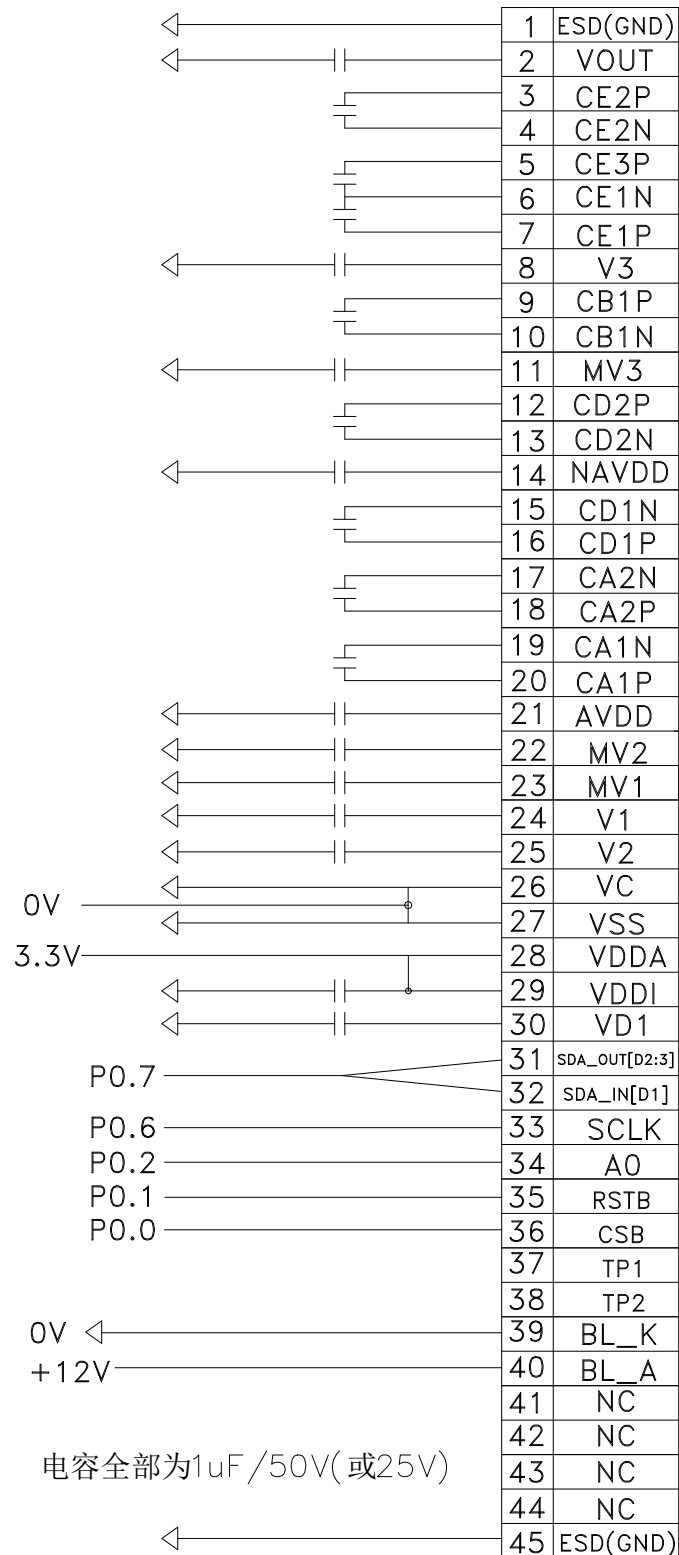 1 ESD(GND)
2 VOUT
3 CE2P
4 CE2N
5 CE3P
6 CE1N
7 CE1P
8 V3
9 CB1P
10 CB1N
11 MV3
12 CD2P
13 CD2N
14 NAVDD
15 CD1N
16 CD1P
17 CA2N
18 CA2P
19 CA1N
20 CA1P
21 AVDD
22 MV2
23 MV1
24 V1
25 V2
26 VC
0V
27 VSS
3.3V 28 VDDA
29 VDDI
30 VD1
31 SDA_OUT[D2:3]
P0.7
32 SDA_IN[D1]
P0.6 33 SCLK
P0.2 34 A0
P0.1 35 RSTB
P0.0 36 CSB
37 TP1
38 TP2
0V 39 BL_K
+12V 40 BL_A
41 NC
42 NC
电容全部为1uF/50V(或25V) 43 NC
44 NC
45 ESD(GND)